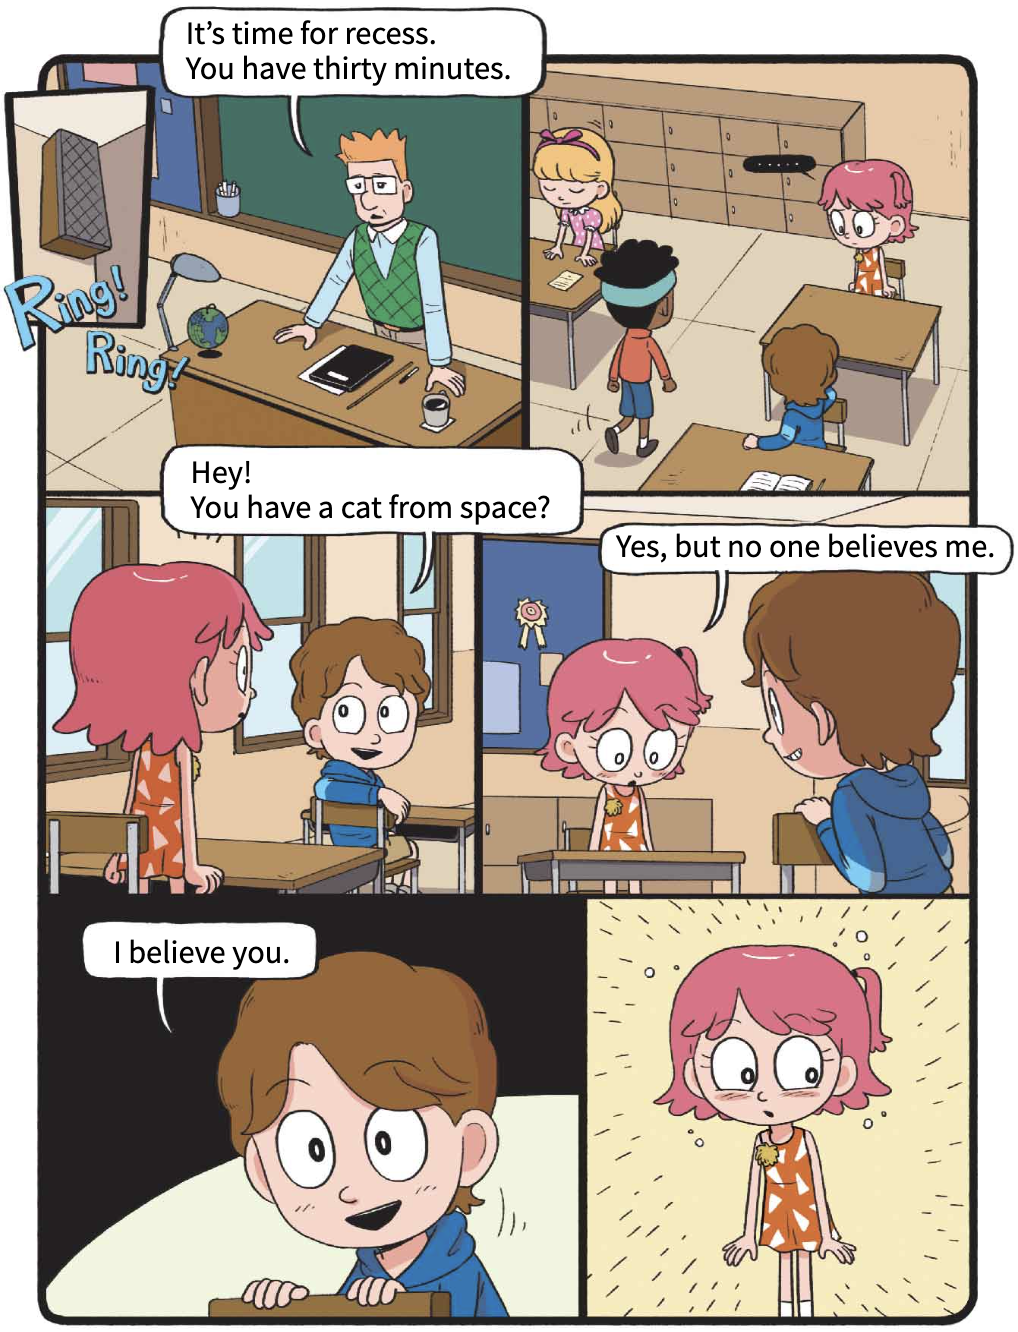 It’s time for recess.
You have thirty minutes.
Ring!
Ring!
......
Hey!
You have a cat from space?
Yes, but no one believes me.
I believe you.